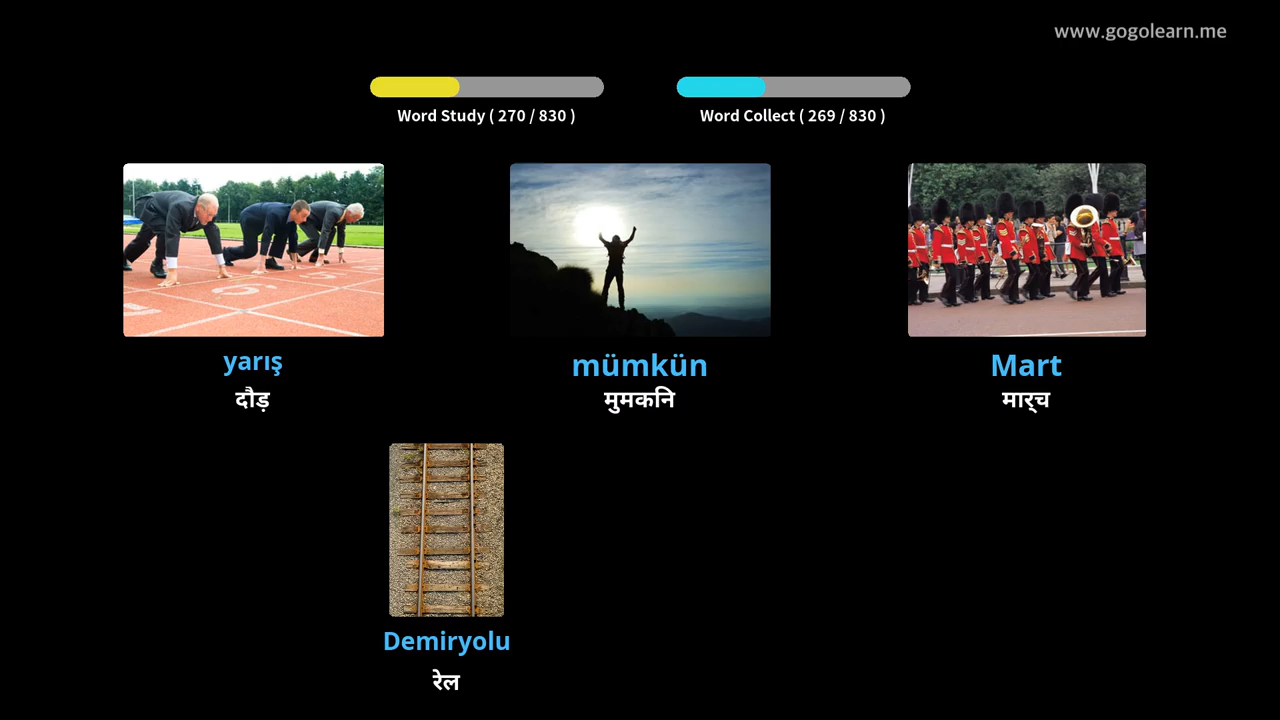 www.gogolearn.me
Word Study ( 270 / 830 )
Word Collect ( 269 / 830 )
yarış
mümkün
Mart
दौड़
मुमकनि
मार्च
Demiryolu
रेल